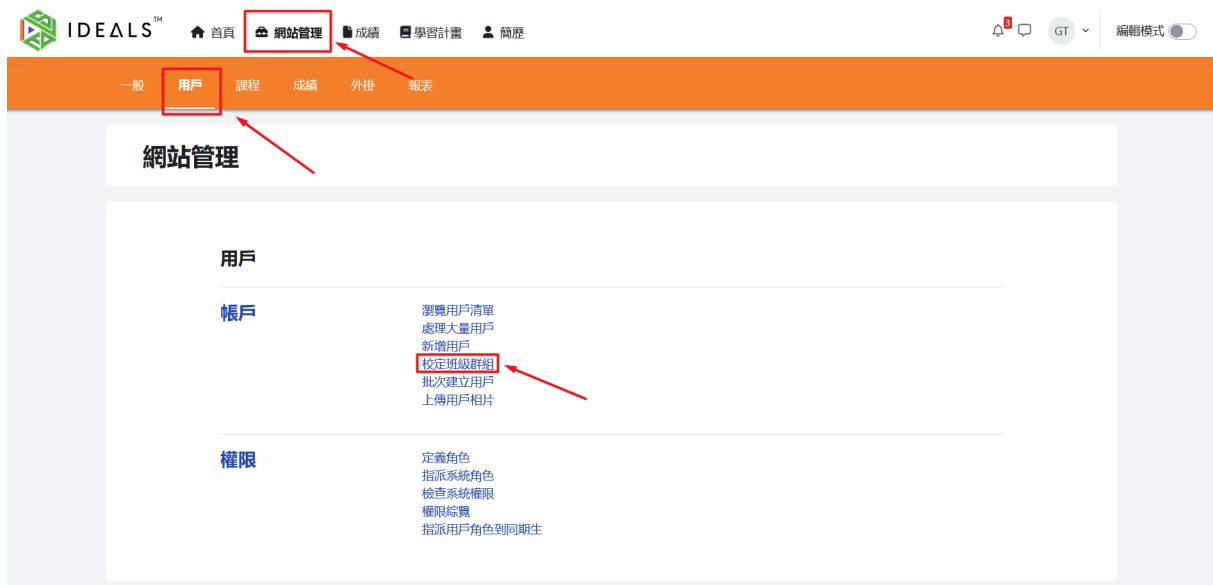 IDEALS™ 首頁 網站管理 成績 學習計畫 簡歷 3 GT 編輯模式
一般 用戶 課程 成績 外掛 報表
網站管理
用戶
帳戶
瀏覽用戶清單
處理大量用戶
新增用戶
校定班級群組
批次建立用戶
上傳用戶相片
權限
定義角色
指派系統角色
檢查系統權限
權限綜覽
指派用戶角色到同期生